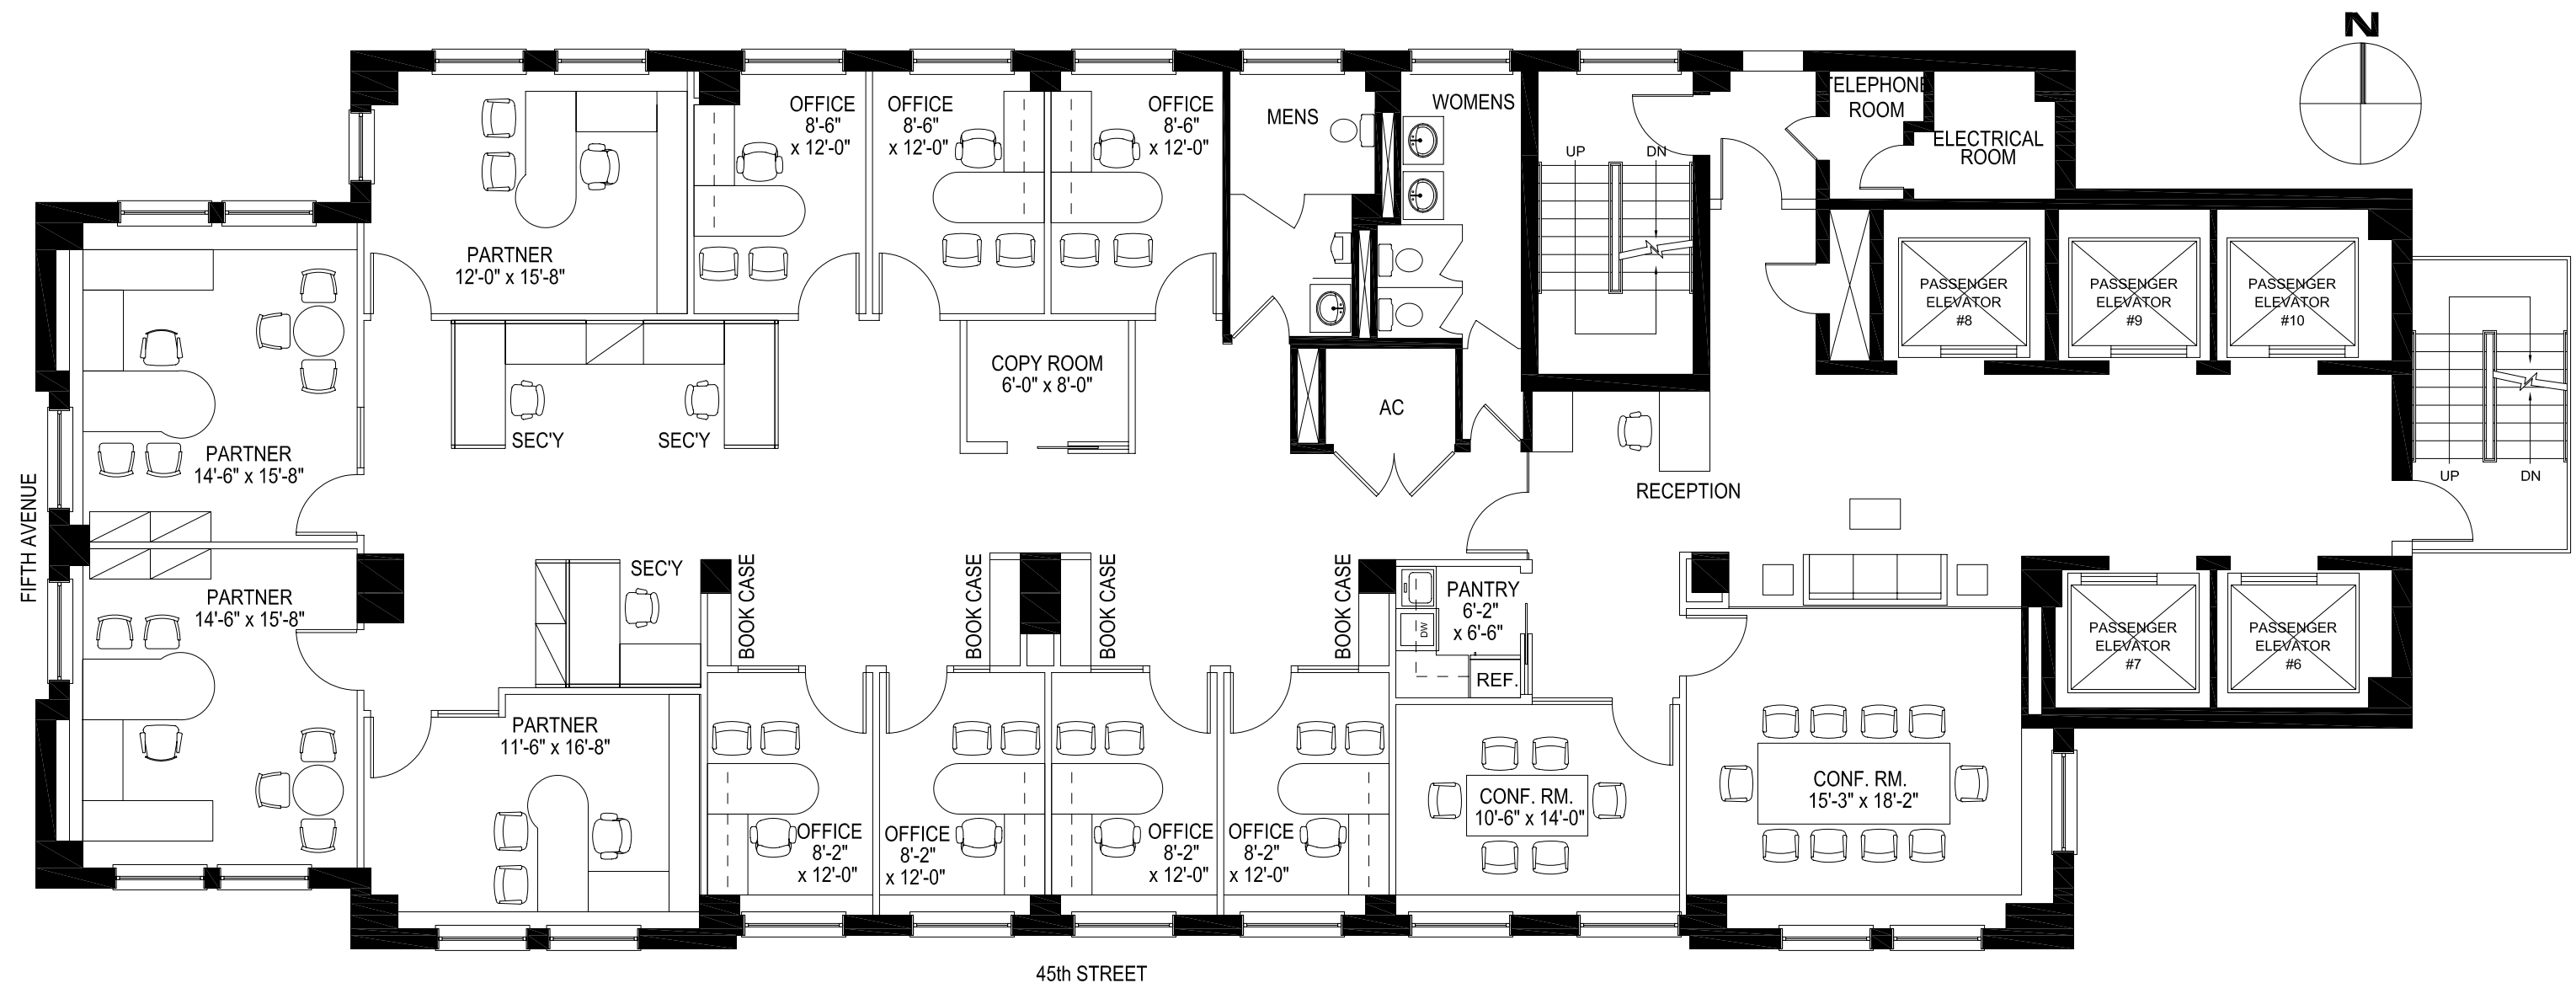 N
TELEPHONE
ROOM
ELECTRICAL
ROOM
OFFICE
8'-6"
x 12'-0"
OFFICE
8'-6"
x 12'-0"
OFFICE
8'-6"
x 12'-0"
MENS
WOMENS
UP
DN
PARTNER
12'-0" x 15'-8"
PASSENGER
ELEVATOR
#8
PASSENGER
ELEVATOR
#9
PASSENGER
ELEVATOR
#10
COPY ROOM
6'-0" x 8'-0"
AC
SEC'Y
SEC'Y
PARTNER
14'-6" x 15'-8"
RECEPTION
UP
DN
FIFTH AVENUE
PARTNER
14'-6" x 15'-8"
SEC'Y
BOOK CASE
BOOK CASE
BOOK CASE
BOOK CASE
PANTRY
6'-2"
x 6'-6"
DW
REF.
PASSENGER
ELEVATOR
#7
PASSENGER
ELEVATOR
#6
PARTNER
11'-6" x 16'-8"
OFFICE
8'-2"
x 12'-0"
OFFICE
8'-2"
x 12'-0"
OFFICE
8'-2"
x 12'-0"
OFFICE
8'-2"
x 12'-0"
CONF. RM.
10'-6" x 14'-0"
CONF. RM.
15'-3" x 18'-2"
45th STREET